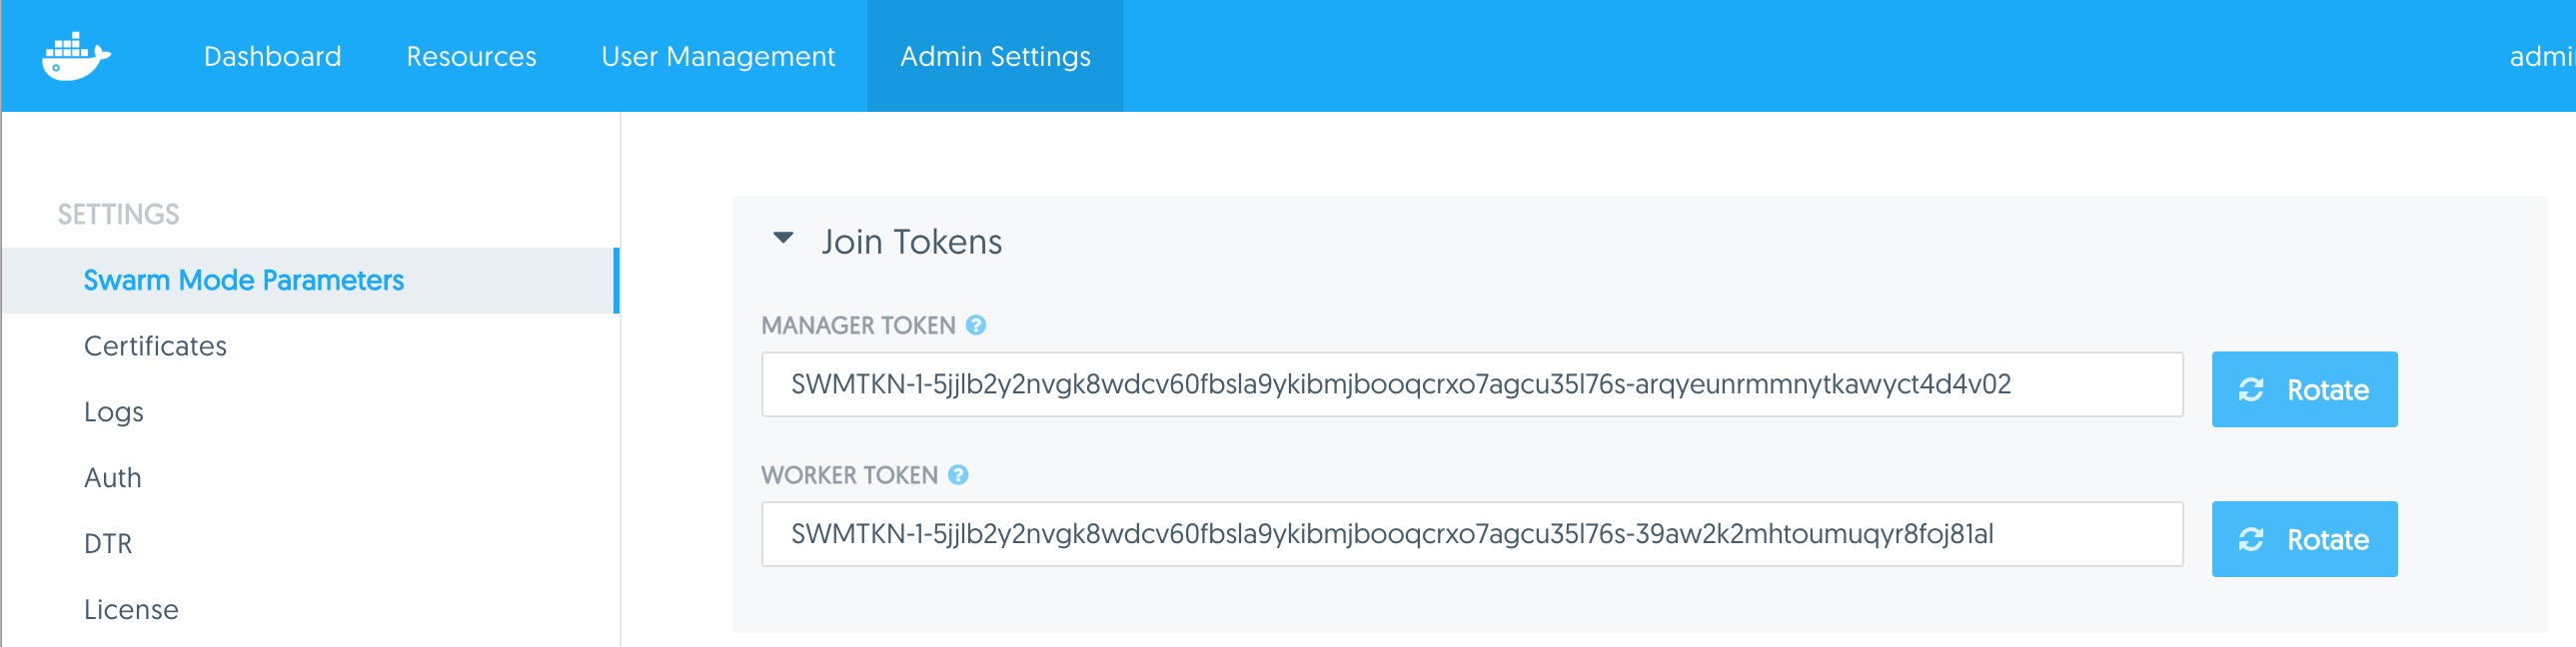 Dashboard Resources User Management Admin Settings admi
SETTINGS
Swarm Mode Parameters
Certificates
Logs
Auth
DTR
License
Join Tokens
MANAGER TOKEN ?
SWMTKN-1-5jjlb2y2nvgk8wdcv60fbsla9ykibmjbooqcrxo7agcu35l76s-arqyeunrmmnytkawyct4d4v02
Rotate
WORKER TOKEN ?
SWMTKN-1-5jjlb2y2nvgk8wdcv60fbsla9ykibmjbooqcrxo7agcu35l76s-39aw2k2mhtoumuqyr8foj81al
Rotate